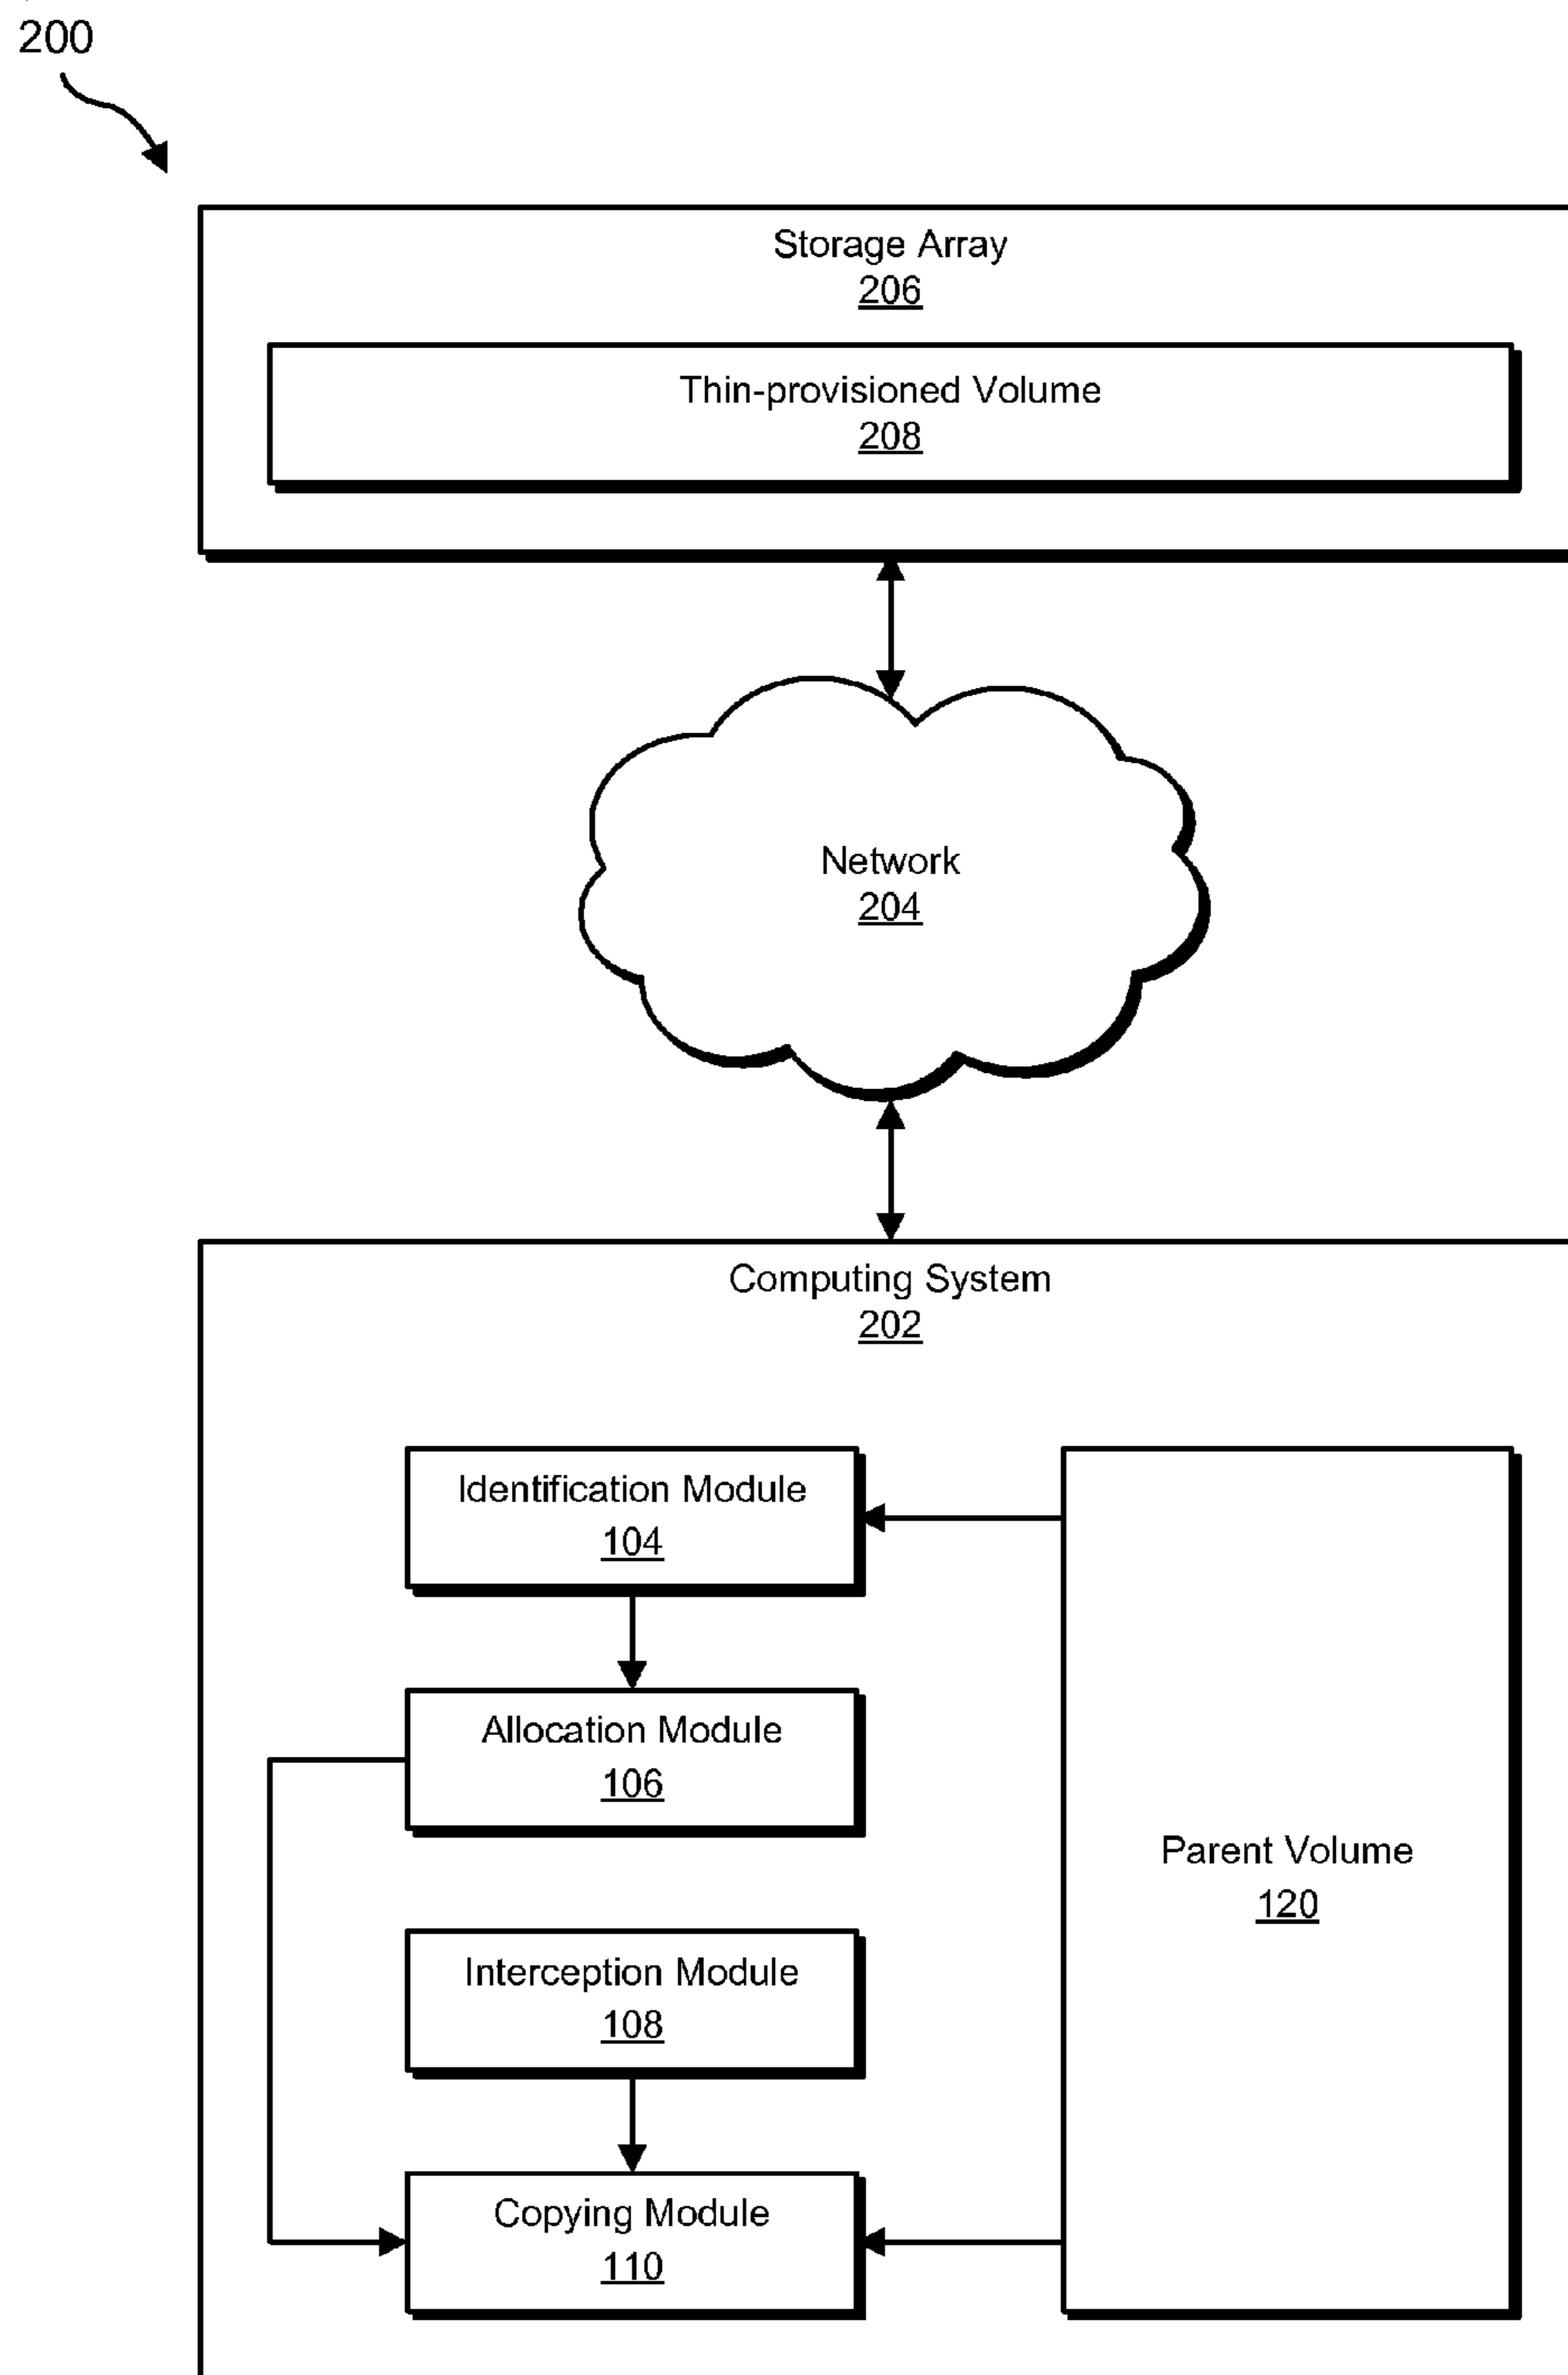 200
Storage Array
206
Thin-provisioned Volume
208
Network
204
Computing System
202
Identification Module
104
Allocation Module
106
Parent Volume
120
Interception Module
108
Copying Module
110